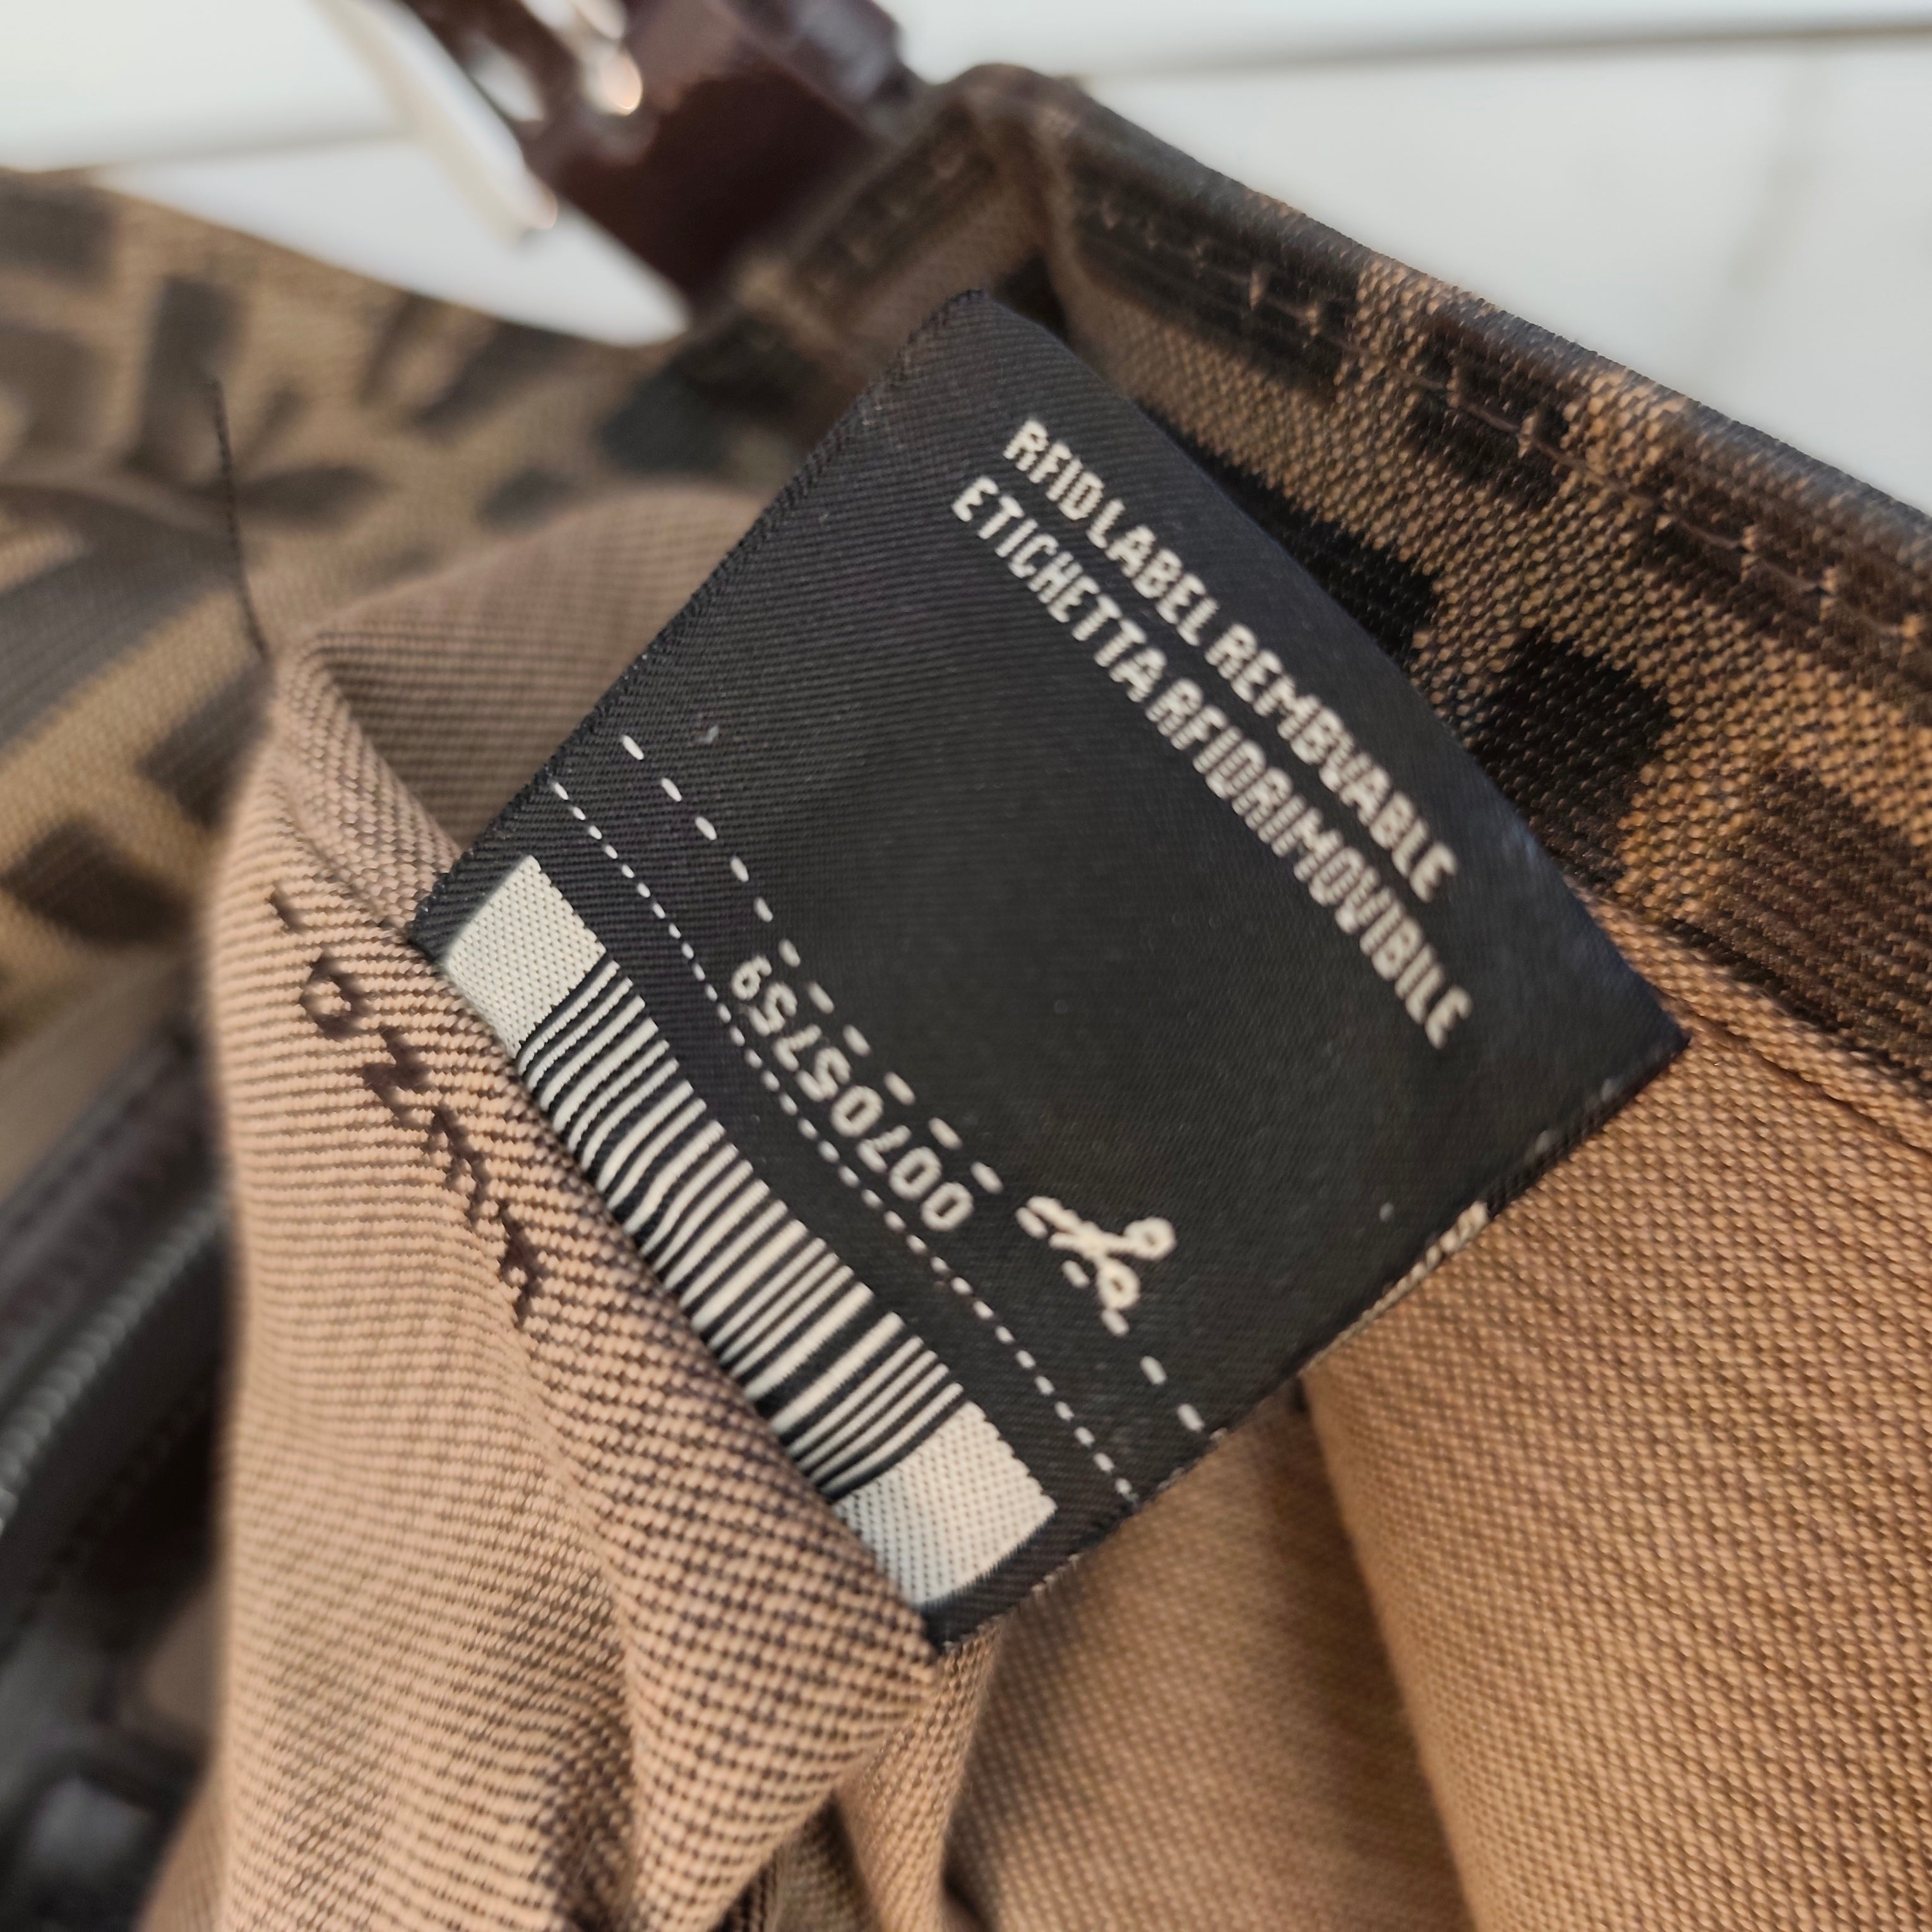 RFID LABEL REMOVABLE
ETICHETTA RFID RIMOVIBILE
00705759